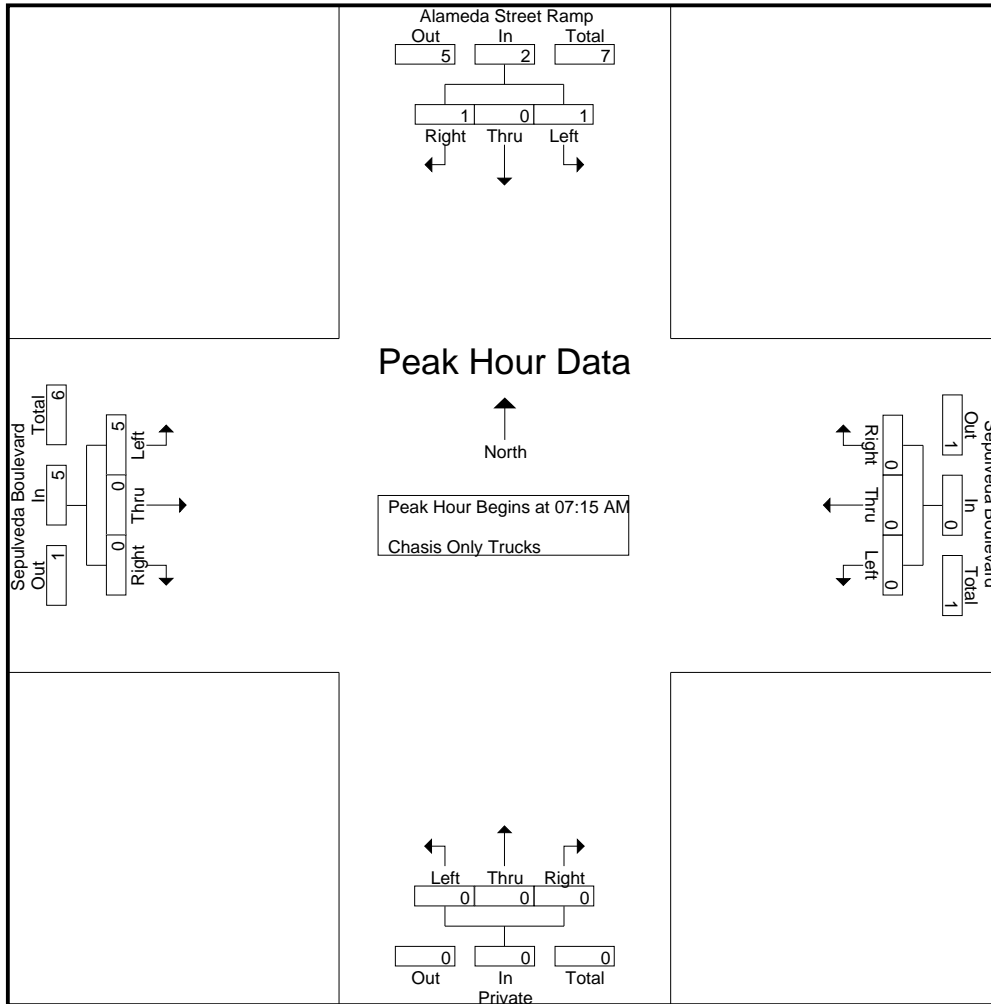 Alameda Street Ramp
Out In Total
5 2 7
1 0 1
Right Thru Left
Peak Hour Data
North
Peak Hour Begins at 07:15 AM
Chasis Only Trucks
Sepulveda Boulevard
Total In Out
6 5 1
5 0 0
Left Thru Right
Sepulveda Boulevard
Out In Total
1 0 1
0 0 0
Right Thru Left
Left Thru Right
0 0 0
0 0 0
Out In Total
Private